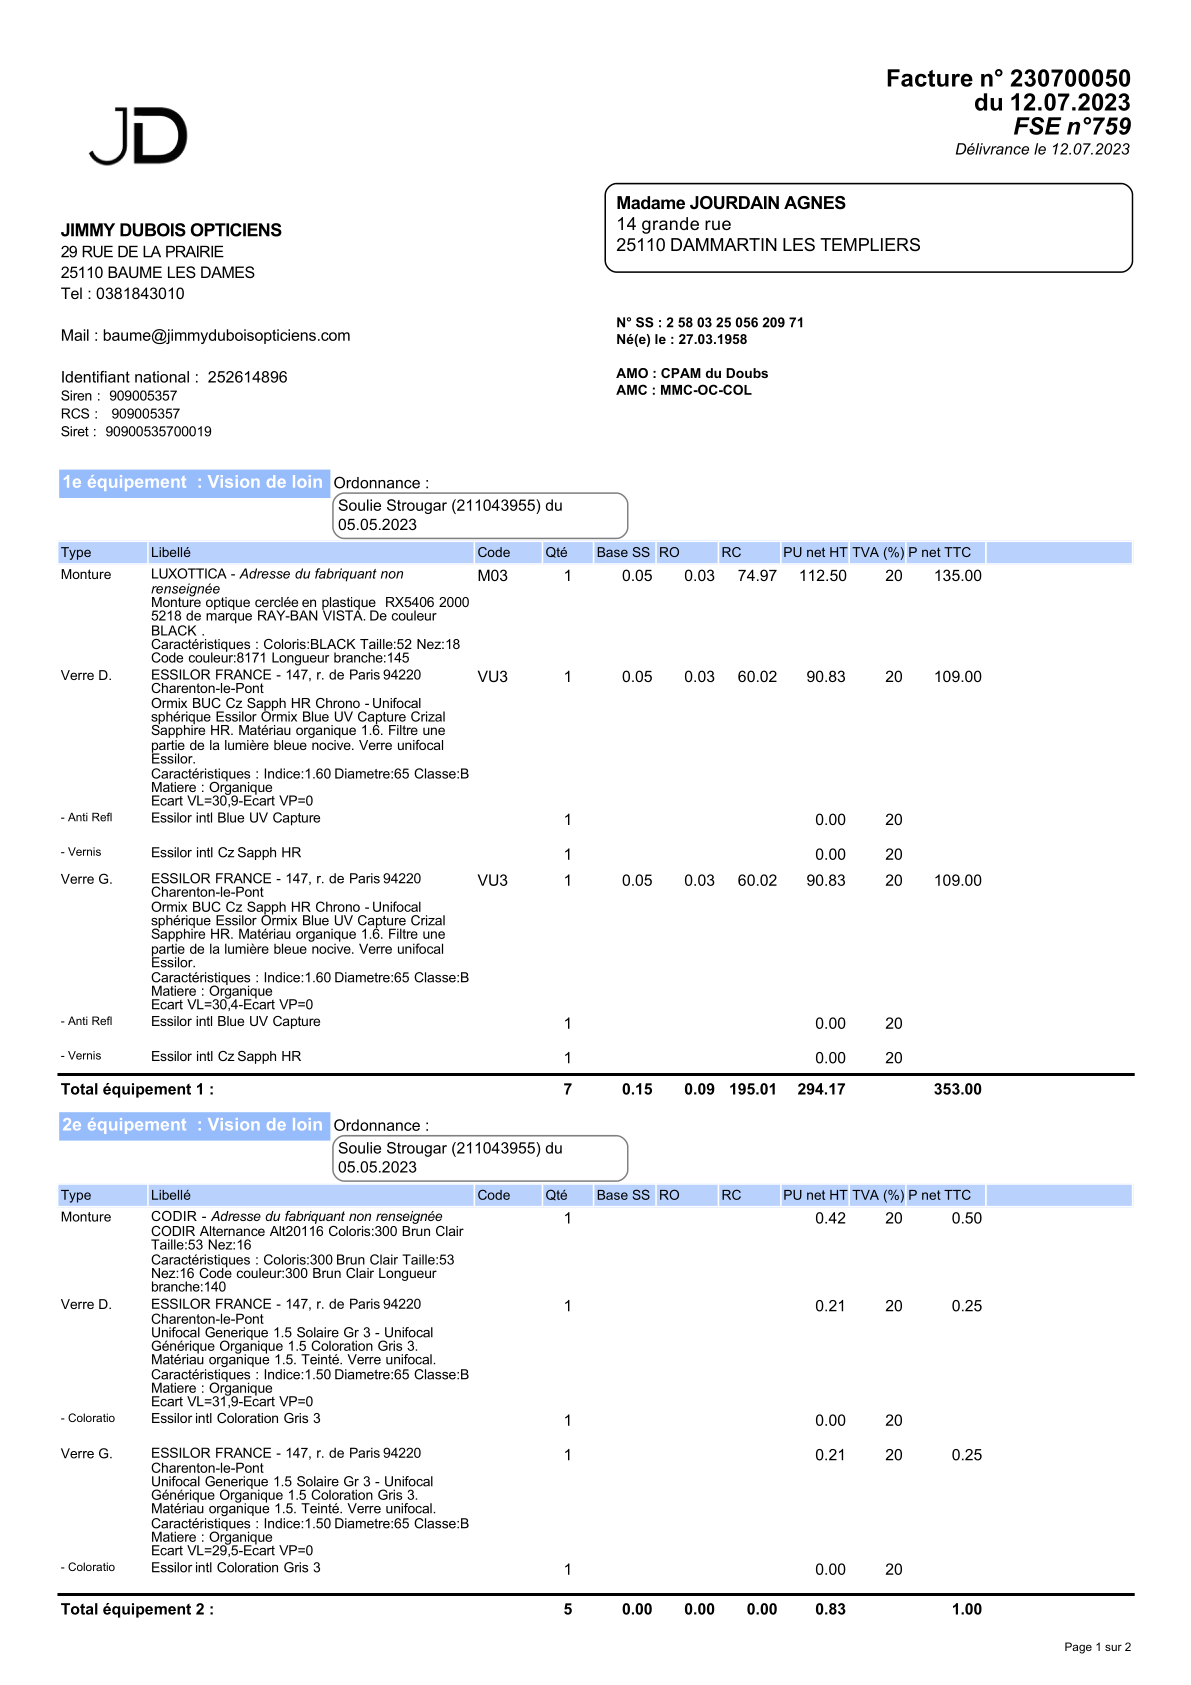 Facture n° 230700050
du 12.07.2023
FSE n°759
Délivrance le 12.07.2023
JD
JIMMY DUBOIS OPTICIENS
29 RUE DE LA PRAIRIE
25110 BAUME LES DAMES
Tel : 0381843010
Mail : baume@jimmyduboisopticiens.com
Identifiant national : 252614896
Siren : 909005357
RCS : 909005357
Siret : 90900535700019
Madame JOURDAIN AGNES
14 grande rue
25110 DAMMARTIN LES TEMPLIERS
N° SS : 2 58 03 25 056 209 71
Né(e) le : 27.03.1958
AMO : CPAM du Doubs
AMC : MMC-OC-COL
1e équipement : Vision de loin Ordonnance :
Soulie Strougar (211043955) du
05.05.2023
Type Libellé Code Qté Base SS RO RC PU net HT TVA (%) P net TTC
Monture LUXOTTICA - Adresse du fabriquant non M03 1 0.05 0.03 74.97 112.50 20 135.00
renseignée
Monture optique cerclée en plastique RX5406 2000
5218 de marque RAY-BAN VISTA. De couleur
BLACK .
Caractéristiques : Coloris:BLACK Taille:52 Nez:18
Code couleur:8171 Longueur branche:145
Verre D. ESSILOR FRANCE - 147, r. de Paris 94220 VU3 1 0.05 0.03 60.02 90.83 20 109.00
Charenton-le-Pont
Ormix BUC Cz Sapph HR Chrono - Unifocal
sphérique Essilor Ormix Blue UV Capture Crizal
Sapphire HR. Matériau organique 1.6. Filtre une
partie de la lumière bleue nocive. Verre unifocal
Essilor.
Caractéristiques : Indice:1.60 Diametre:65 Classe:B
Matiere : Organique
Ecart VL=30,9-Ecart VP=0
- Anti Refl Essilor intl Blue UV Capture 1 0.00 20
- Vernis Essilor intl Cz Sapph HR 1 0.00 20
Verre G. ESSILOR FRANCE - 147, r. de Paris 94220 VU3 1 0.05 0.03 60.02 90.83 20 109.00
Charenton-le-Pont
Ormix BUC Cz Sapph HR Chrono - Unifocal
sphérique Essilor Ormix Blue UV Capture Crizal
Sapphire HR. Matériau organique 1.6. Filtre une
partie de la lumière bleue nocive. Verre unifocal
Essilor.
Caractéristiques : Indice:1.60 Diametre:65 Classe:B
Matiere : Organique
Ecart VL=30,4-Ecart VP=0
- Anti Refl Essilor intl Blue UV Capture 1 0.00 20
- Vernis Essilor intl Cz Sapph HR 1 0.00 20
Total équipement 1 : 7 0.15 0.09 195.01 294.17 353.00
2e équipement : Vision de loin Ordonnance :
Soulie Strougar (211043955) du
05.05.2023
Type Libellé Code Qté Base SS RO RC PU net HT TVA (%) P net TTC
Monture CODIR - Adresse du fabriquant non renseignée 1 0.42 20 0.50
CODIR Alternance Alt20116 Coloris:300 Brun Clair
Taille:53 Nez:16
Caractéristiques : Coloris:300 Brun Clair Taille:53
Nez:16 Code couleur:300 Brun Clair Longueur
branche:140
Verre D. ESSILOR FRANCE - 147, r. de Paris 94220 1 0.21 20 0.25
Charenton-le-Pont
Unifocal Generique 1.5 Solaire Gr 3 - Unifocal
Générique Organique 1.5 Coloration Gris 3.
Matériau organique 1.5. Teinté. Verre unifocal.
Caractéristiques : Indice:1.50 Diametre:65 Classe:B
Matiere : Organique
Ecart VL=31,9-Ecart VP=0
- Coloratio Essilor intl Coloration Gris 3 1 0.00 20
Verre G. ESSILOR FRANCE - 147, r. de Paris 94220 1 0.21 20 0.25
Charenton-le-Pont
Unifocal Generique 1.5 Solaire Gr 3 - Unifocal
Générique Organique 1.5 Coloration Gris 3.
Matériau organique 1.5. Teinté. Verre unifocal.
Caractéristiques : Indice:1.50 Diametre:65 Classe:B
Matiere : Organique
Ecart VL=29,5-Ecart VP=0
- Coloratio Essilor intl Coloration Gris 3 1 0.00 20
Total équipement 2 : 5 0.00 0.00 0.00 0.83 1.00
Page 1 sur 2